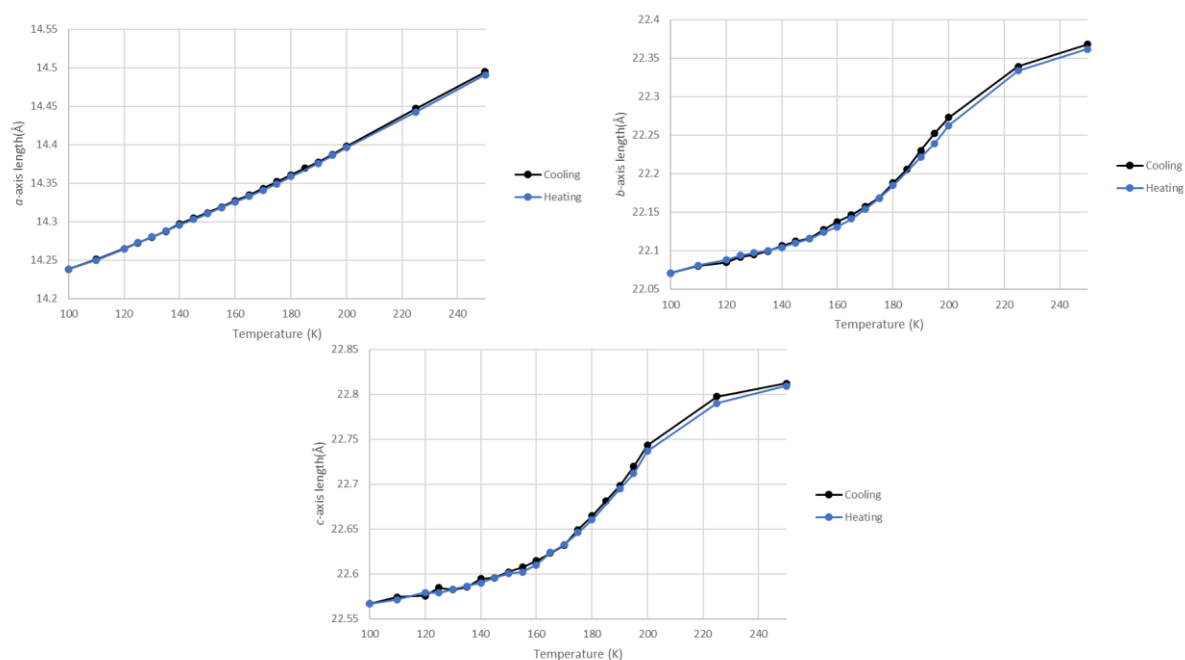 14.55
14.5
14.45
14.4
14.35
14.3
14.25
14.2
a-axis length(Å)
100 120 140 160 180 200 220 240
Temperature (K)
Cooling
Heating
22.4
22.35
22.3
22.25
22.2
22.15
22.1
22.05
b-axis length(Å)
100 120 140 160 180 200 220 240
Temperature (K)
Cooling
Heating
22.85
22.8
22.75
22.7
22.65
22.6
22.55
c-axis length(Å)
100 120 140 160 180 200 220 240
Temperature (K)
Cooling
Heating